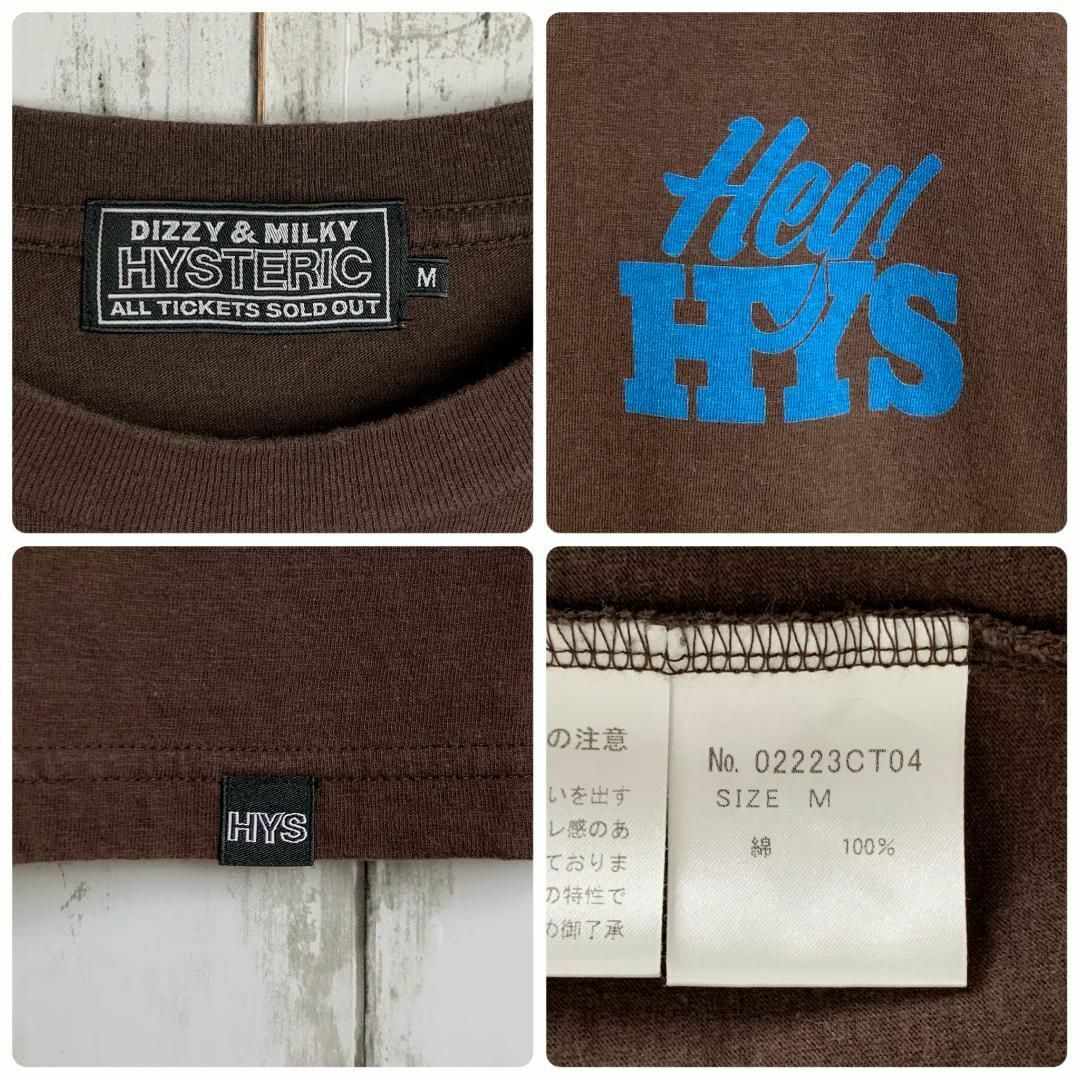 DIZZY & MILKY
HYSTERIC
M
ALL TICKETS SOLD OUT
Hey!
HYS
HYS
の注意
いを出す
レ感のあ
ておりま
の特性で
の御了承
No. 02223CT04
SIZE M
綿 100%